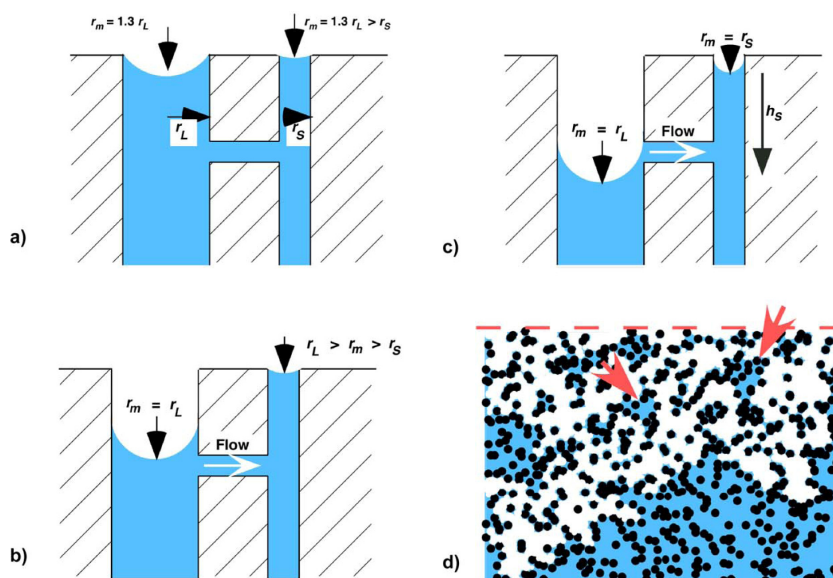 r_m = 1.3 r_L
r_m = 1.3 r_L > r_S
r_L
r_S
a)
r_m = r_S
h_S
r_m = r_L
Flow
c)
r_L > r_m > r_S
r_m = r_L
Flow
b)
d)